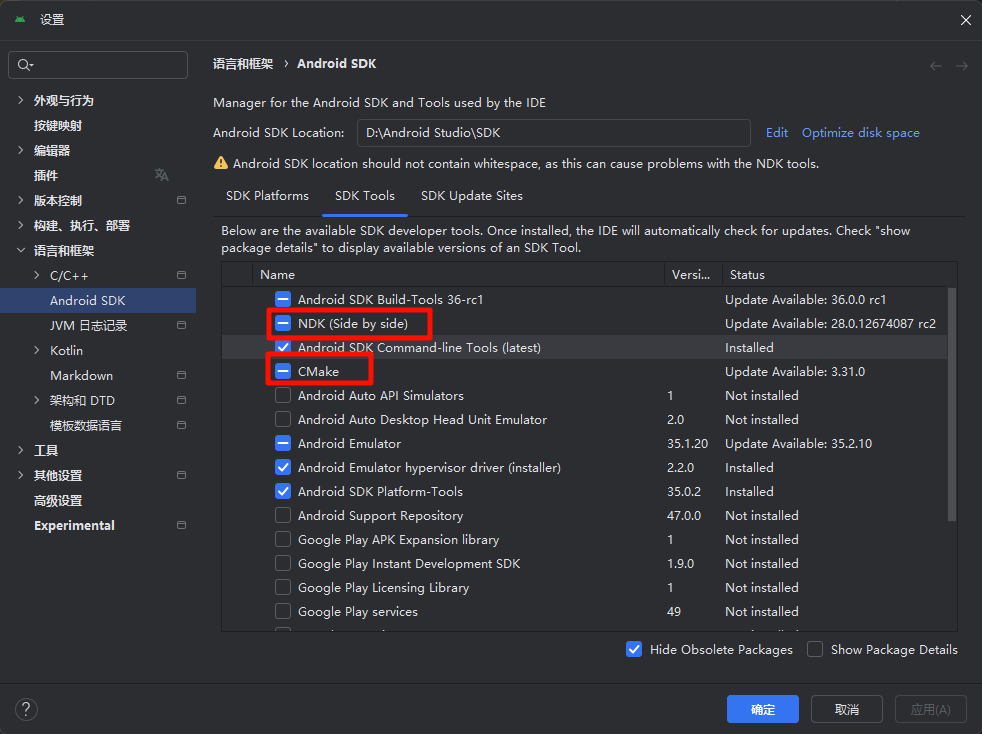 设置
语言和框架 › Android SDK
外观与行为
按键映射
编辑器
插件
版本控制
构建、执行、部署
语言和框架
C/C++
Android SDK
JVM 日志记录
Kotlin
Markdown
架构和 DTD
模板数据语言
工具
其他设置
高级设置
Experimental
Manager for the Android SDK and Tools used by the IDE
Android SDK Location: D:\Android Studio\SDK Edit Optimize disk space
Android SDK location should not contain whitespace, as this can cause problems with the NDK tools.
SDK Platforms SDK Tools SDK Update Sites
Below are the available SDK developer tools. Once installed, the IDE will automatically check for updates. Check "show
package details" to display available versions of an SDK Tool.
Name Versi... Status
Android SDK Build-Tools 36-rc1 Update Available: 36.0.0 rc1
NDK (Side by side) Update Available: 28.0.12674087 rc2
Android SDK Command-line Tools (latest) Installed
CMake Update Available: 3.31.0
Android Auto API Simulators 1 Not installed
Android Auto Desktop Head Unit Emulator 2.0 Not installed
Android Emulator 35.1.20 Update Available: 35.2.10
Android Emulator hypervisor driver (installer) 2.2.0 Installed
Android SDK Platform-Tools 35.0.2 Installed
Android Support Repository 47.0.0 Not installed
Google Play APK Expansion library 1 Not installed
Google Play Instant Development SDK 1.9.0 Not installed
Google Play Licensing Library 1 Not installed
Google Play services 49 Not installed
Hide Obsolete Packages Show Package Details
? 确定 取消 应用(A)